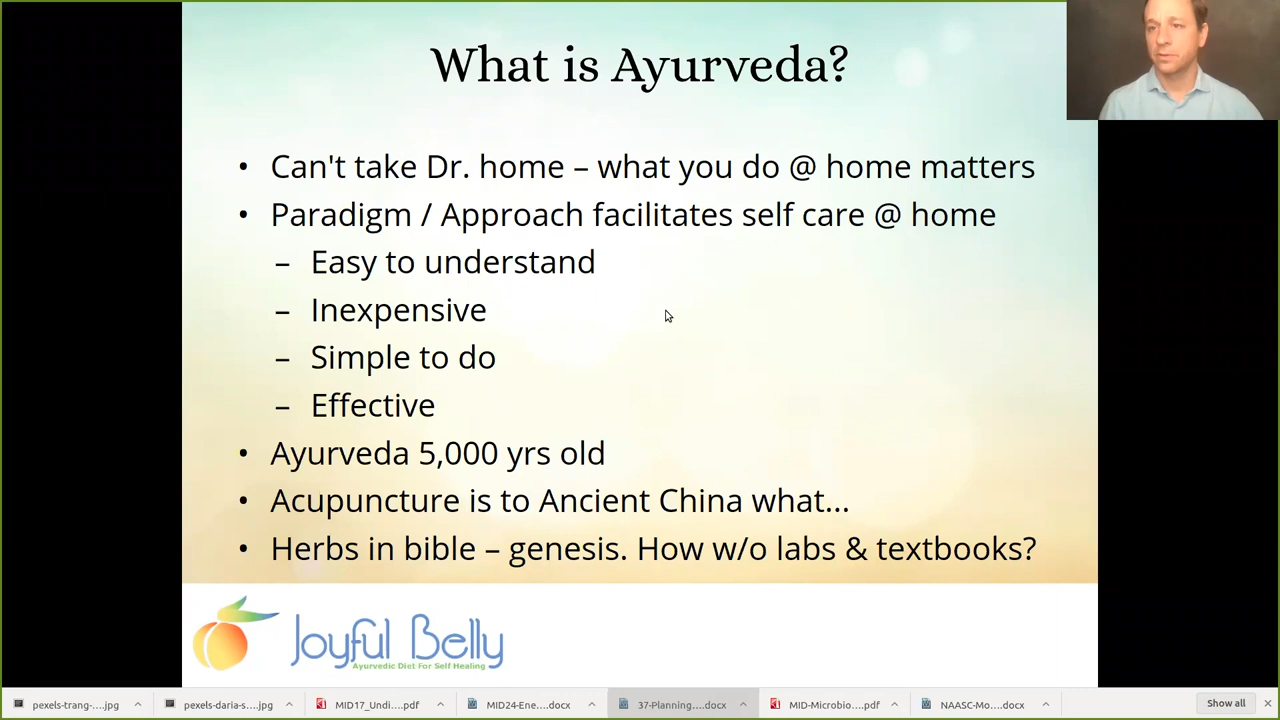 What is Ayurveda?
• Can't take Dr. home – what you do @ home matters
• Paradigm / Approach facilitates self care @ home
– Easy to understand
– Inexpensive
– Simple to do
– Effective
• Ayurveda 5,000 yrs old
• Acupuncture is to Ancient China what...
• Herbs in bible – genesis. How w/o labs & textbooks?
Joyful Belly
Ayurvedic Diet For Self Healing
pexels-trang-....jpg
pexels-daria-s....jpg
MID17_Undi....pdf
MID24-Ene....docx
37-Planning....docx
MID-Microbio....pdf
NAASC-Mo....docx
Show all